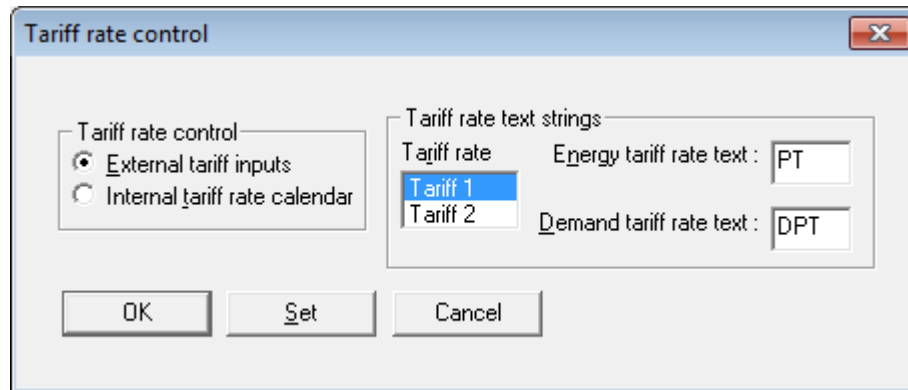 Tariff rate control
Tariff rate control
External tariff inputs
Internal tariff rate calendar
Tariff rate text strings
Tariff rate
Tariff 1
Tariff 2
Energy tariff rate text : PT
Demand tariff rate text : DPT
OK Set Cancel